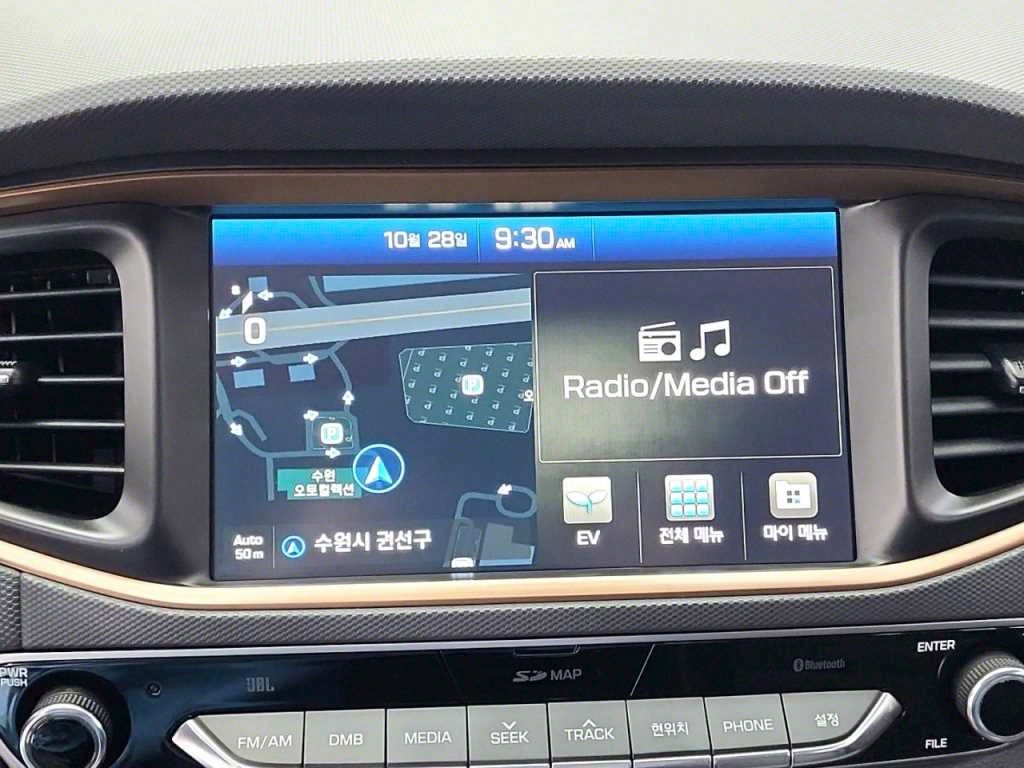 10월 28일 9:30 AM
0
P
P
Radio/Media Off
수원
오토컬렉션
Auto
50m
수원시 권선구
EV
전체 메뉴
마이 메뉴
PWR
PUSH
JBL
SD MAP
Bluetooth
ENTER
FM/AM
DMB
MEDIA
SEEK
TRACK
현위치
PHONE
설정
FILE